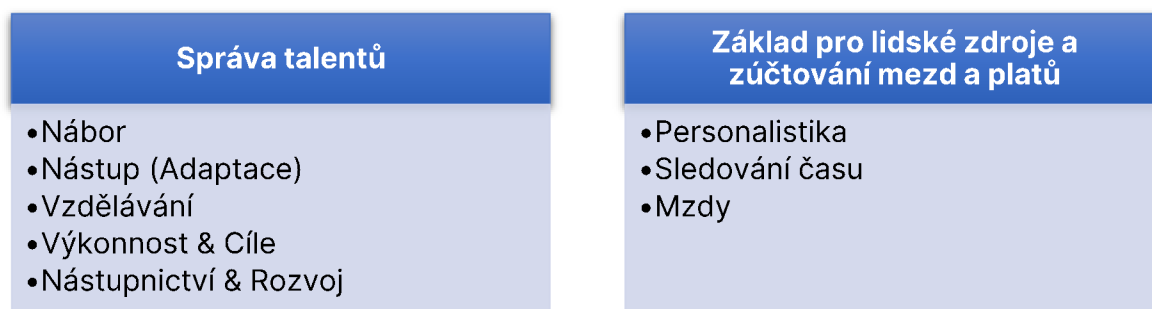 Správa talentů
•Nábor
•Nástup (Adaptace)
•Vzdělávání
•Výkonnost & Cíle
•Nástupnictví & Rozvoj
Základ pro lidské zdroje a
zúčtování mezd a platů
•Personalistika
•Sledování času
•Mzdy